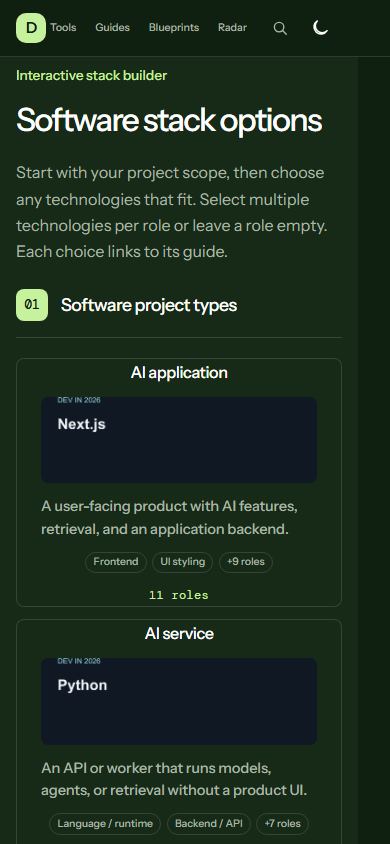 D Tools Guides Blueprints Radar
Interactive stack builder
Software stack options
Start with your project scope, then choose
any technologies that fit. Select multiple
technologies per role or leave a role empty.
Each choice links to its guide.
01 Software project types
AI application
DEV IN 2026
Next.js
A user-facing product with AI features,
retrieval, and an application backend.
Frontend UI styling +9 roles
11 roles
AI service
DEV IN 2026
Python
An API or worker that runs models,
agents, or retrieval without a product UI.
Language / runtime Backend / API +7 roles